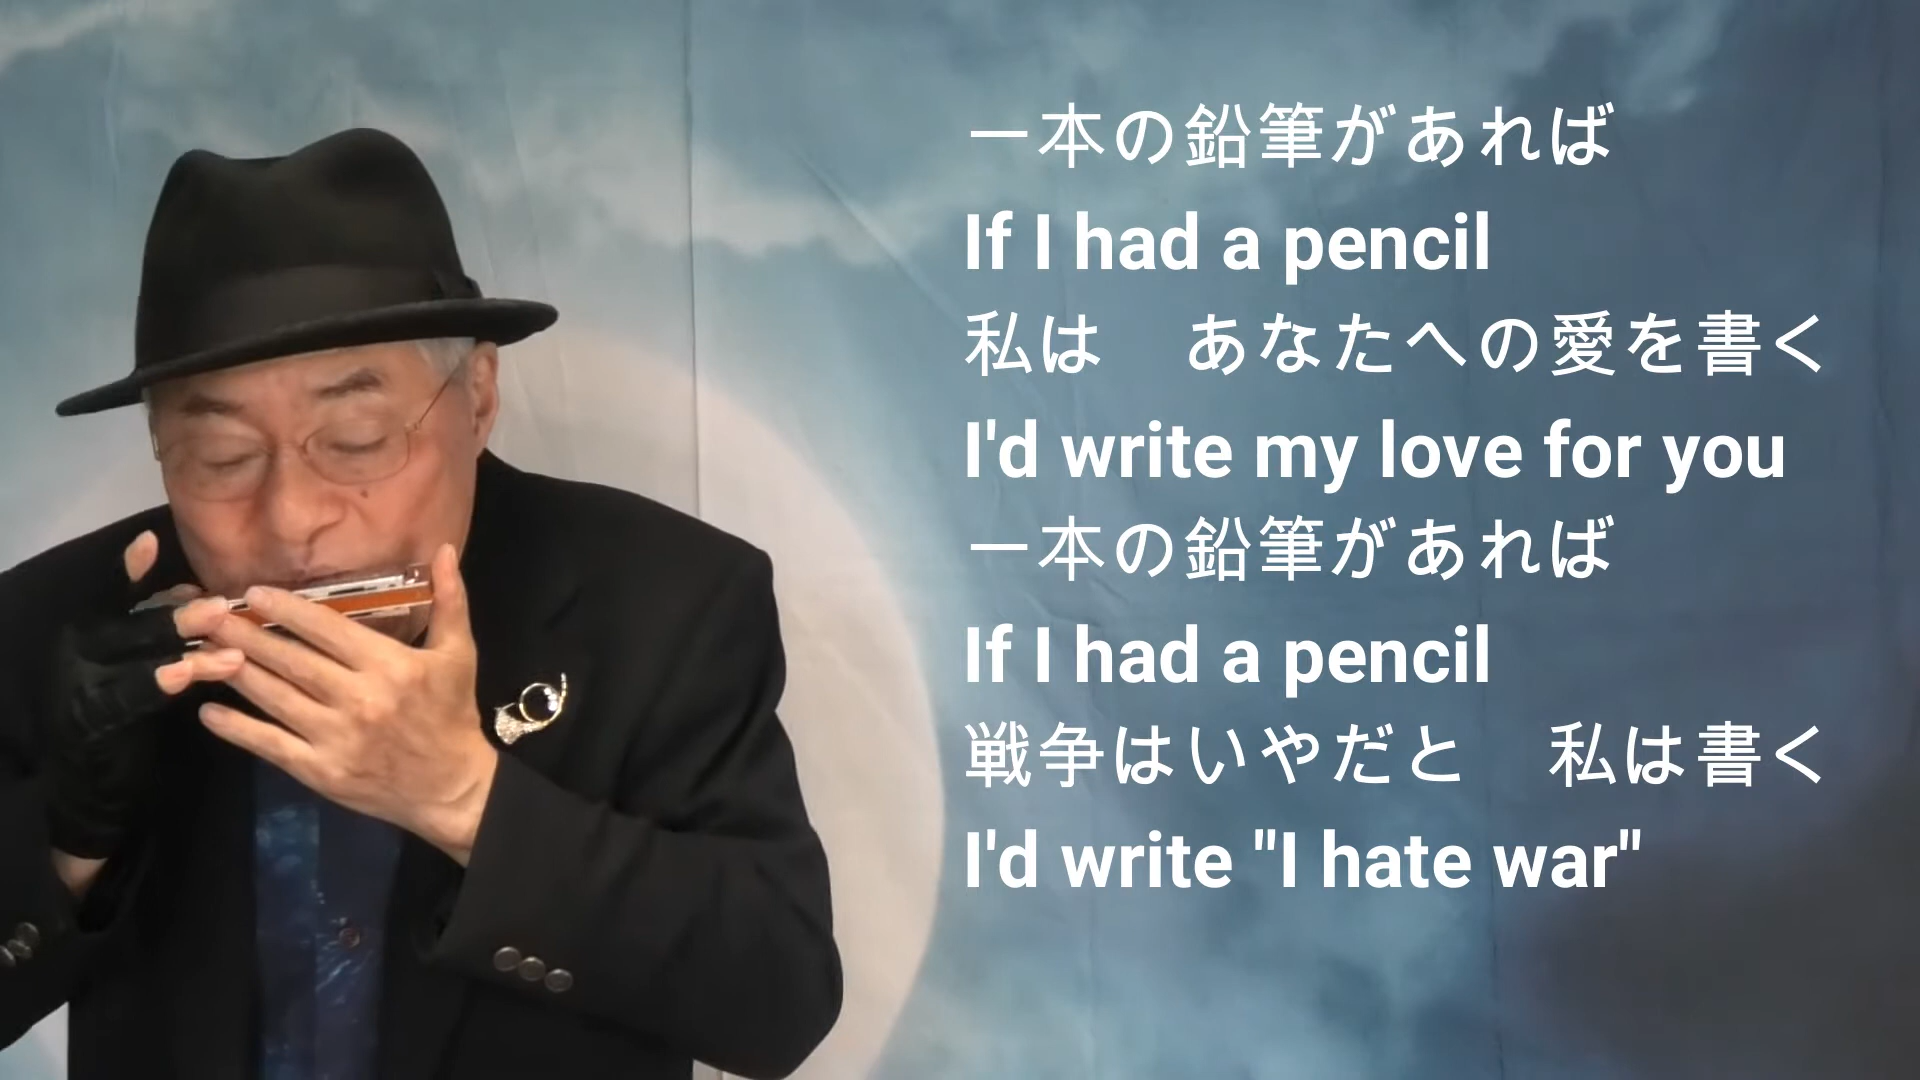 一本の鉛筆があれば
If I had a pencil
私は　あなたへの愛を書く
I'd write my love for you
一本の鉛筆があれば
If I had a pencil
戦争はいやだと　私は書く
I'd write "I hate war"